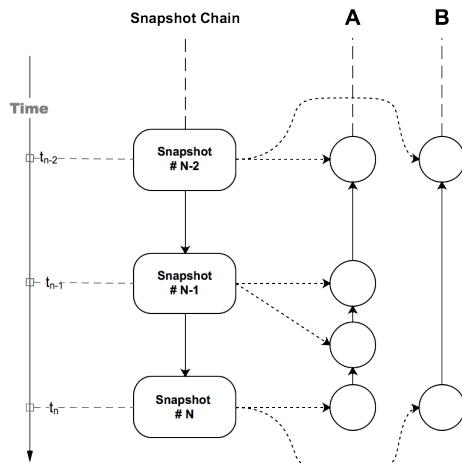 Snapshot Chain
A
B
Time
Snapshot
# N-2
tn-2
Snapshot
# N-1
tn-1
Snapshot
# N
tn